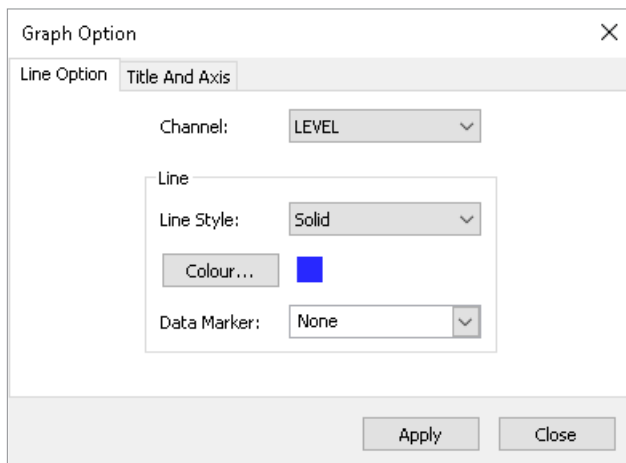 Graph Option
Line Option Title And Axis
Channel: LEVEL
Line
Line Style: Solid
Colour...
Data Marker: None
Apply Close